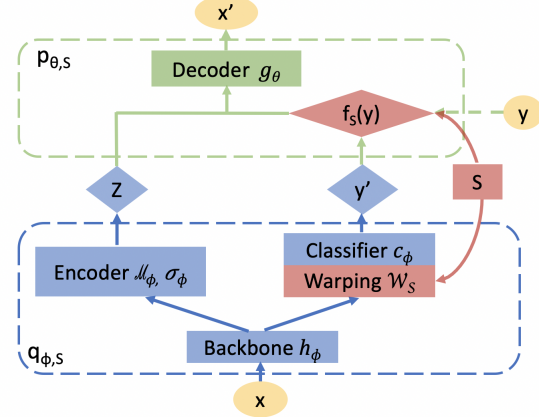 x’
pθ,S
Decoder gθ
fS(y)
y
Z
y’
S
Encoder ℳϕ, σϕ
Classifier cϕ
Warping 𝒲S
Backbone hϕ
qϕ,S
x